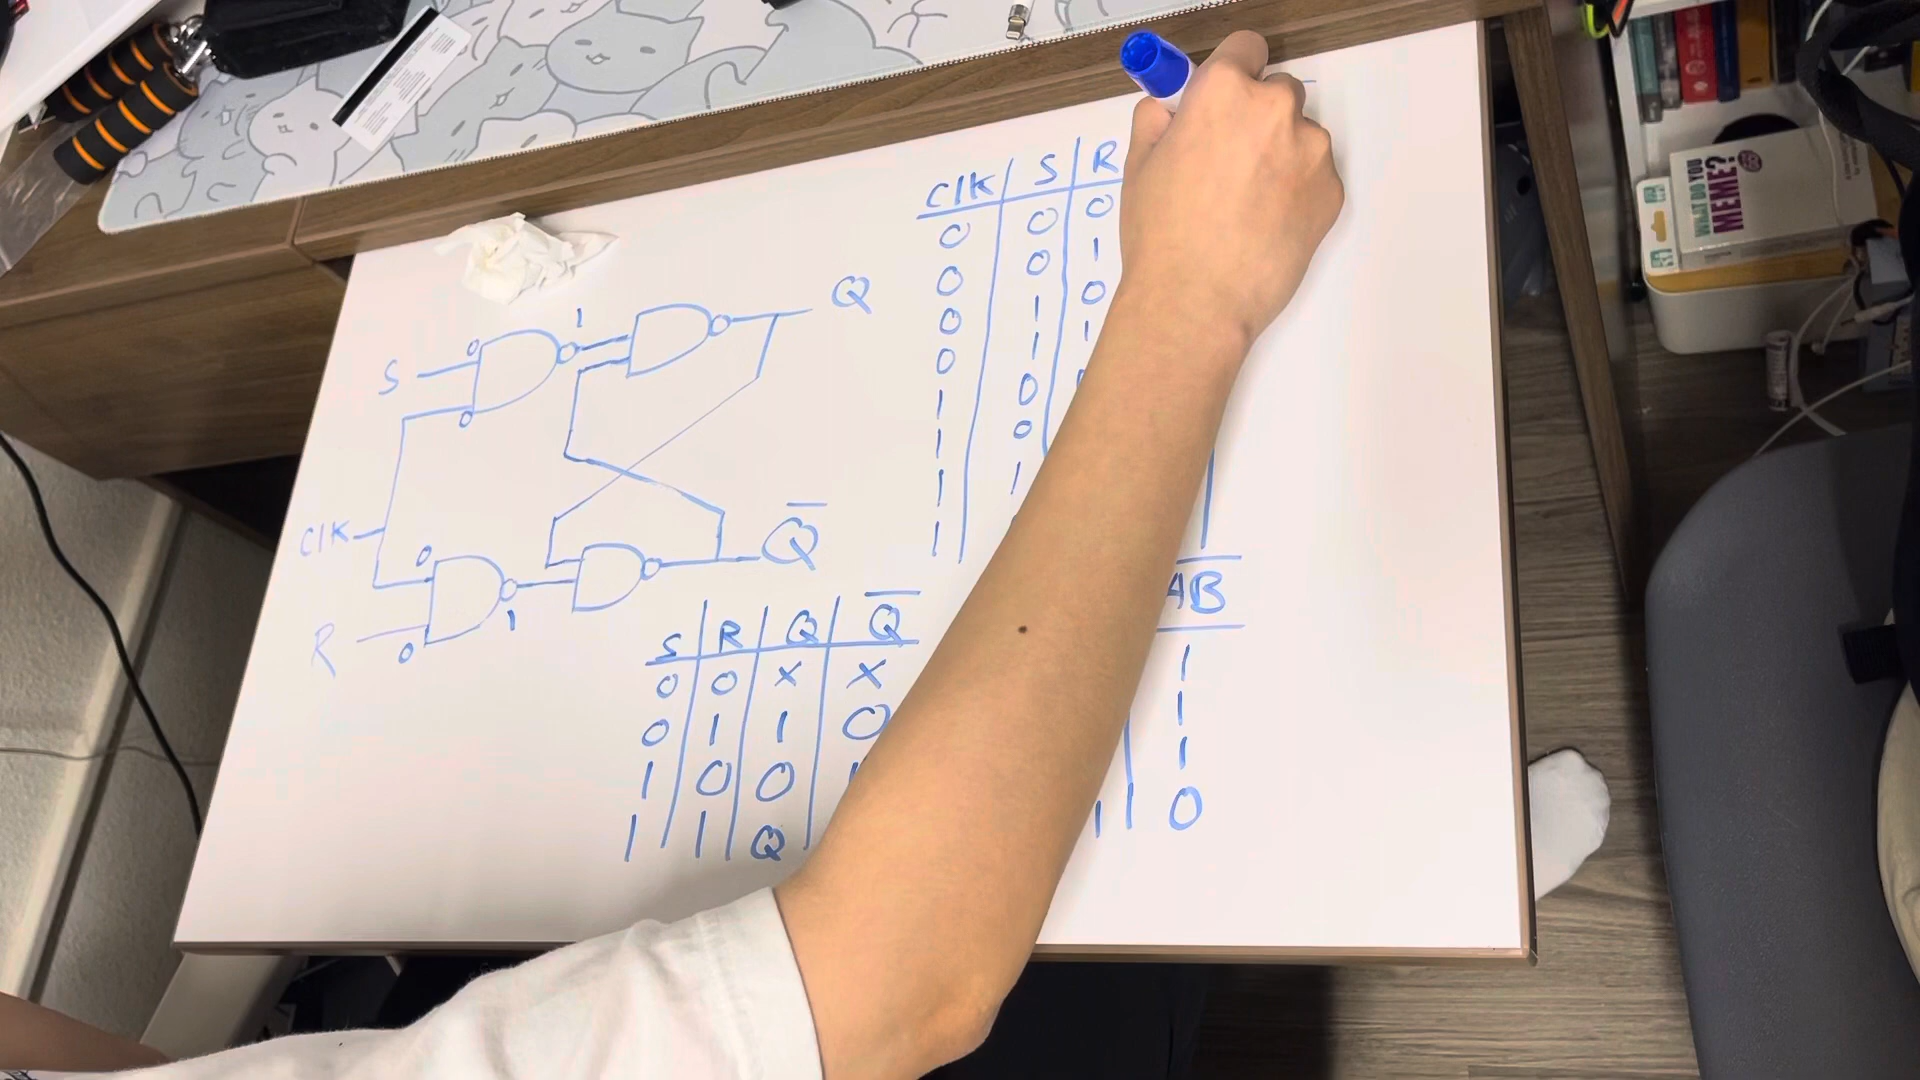 Clk S R
0 0 0
0 0 1
0 1 0
0 1 1
1 0
1 0
1 1
1
S 0 1 Q
0
Clk 0 Q̅
R 0 1
S R Q Q̅
0 0 X X
0 1 1 0
1 0 0 1
1 1 Q
AB
1
1
1
1 0
WHAT DO YOU
MEME?